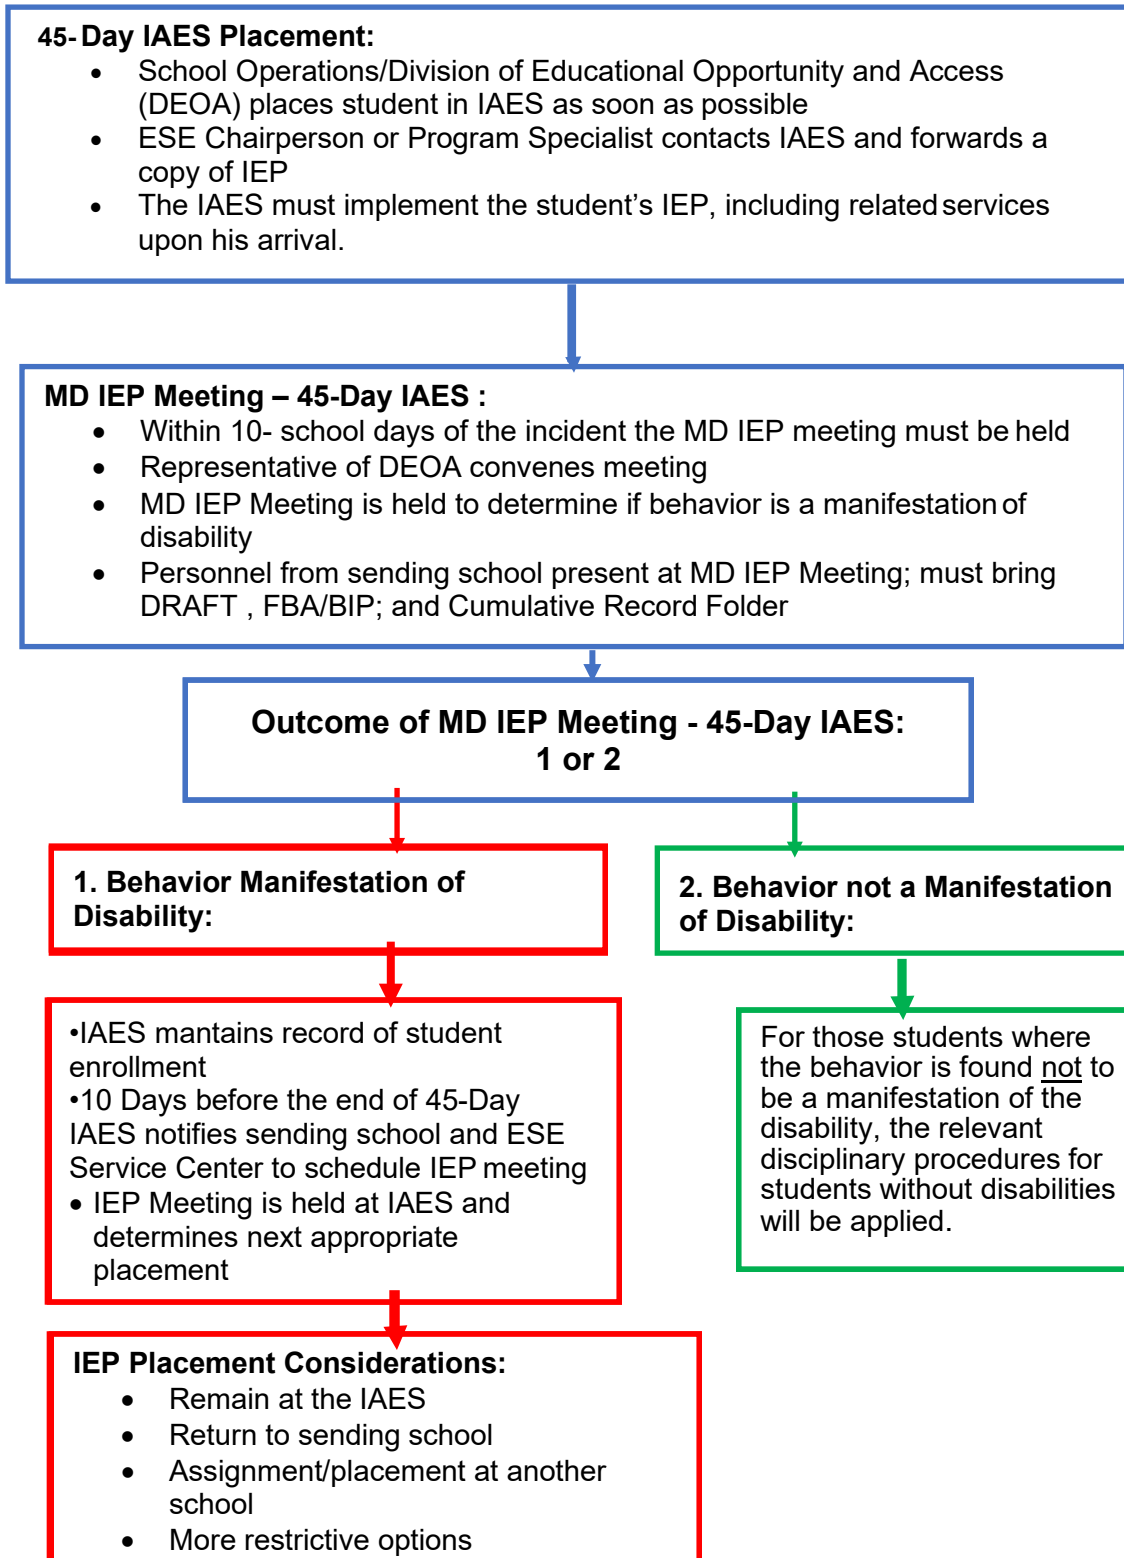 45-Day IAES Placement:
• School Operations/Division of Educational Opportunity and Access
(DEOA) places student in IAES as soon as possible
• ESE Chairperson or Program Specialist contacts IAES and forwards a
copy of IEP
• The IAES must implement the student's IEP, including related services
upon his arrival.
MD IEP Meeting – 45-Day IAES :
• Within 10- school days of the incident the MD IEP meeting must be held
• Representative of DEOA convenes meeting
• MD IEP Meeting is held to determine if behavior is a manifestation of
disability
• Personnel from sending school present at MD IEP Meeting; must bring
DRAFT , FBA/BIP; and Cumulative Record Folder
Outcome of MD IEP Meeting - 45-Day IAES:
1 or 2
1. Behavior Manifestation of
Disability:
•IAES mantains record of student
enrollment
•10 Days before the end of 45-Day
IAES notifies sending school and ESE
Service Center to schedule IEP meeting
• IEP Meeting is held at IAES and
determines next appropriate
placement
IEP Placement Considerations:
• Remain at the IAES
• Return to sending school
• Assignment/placement at another
school
• More restrictive options
2. Behavior not a Manifestation
of Disability:
For those students where
the behavior is found not to
be a manifestation of the
disability, the relevant
disciplinary procedures for
students without disabilities
will be applied.